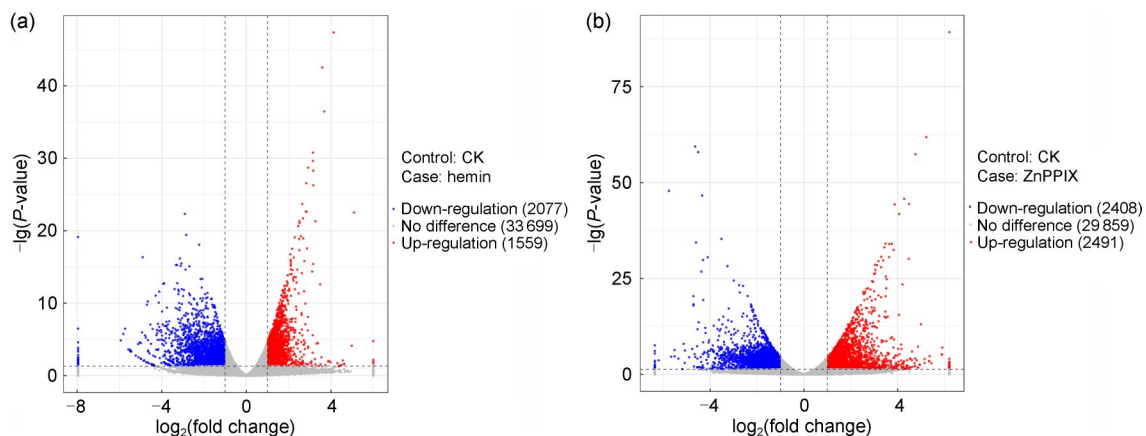 (a)
−lg(P-value)
40
30
20
10
0
−8
−4
0
4
log₂(fold change)
Control: CK
Case: hemin
Down-regulation (2077)
No difference (33 699)
Up-regulation (1559)
(b)
−lg(P-value)
75
50
25
0
−4
0
4
log₂(fold change)
Control: CK
Case: ZnPPIX
Down-regulation (2408)
No difference (29 859)
Up-regulation (2491)